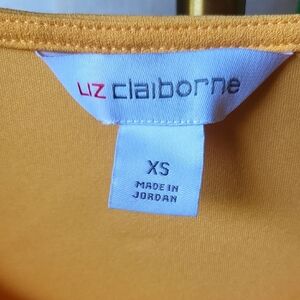 LIZ claiborne
XS
MADE IN
JORDAN